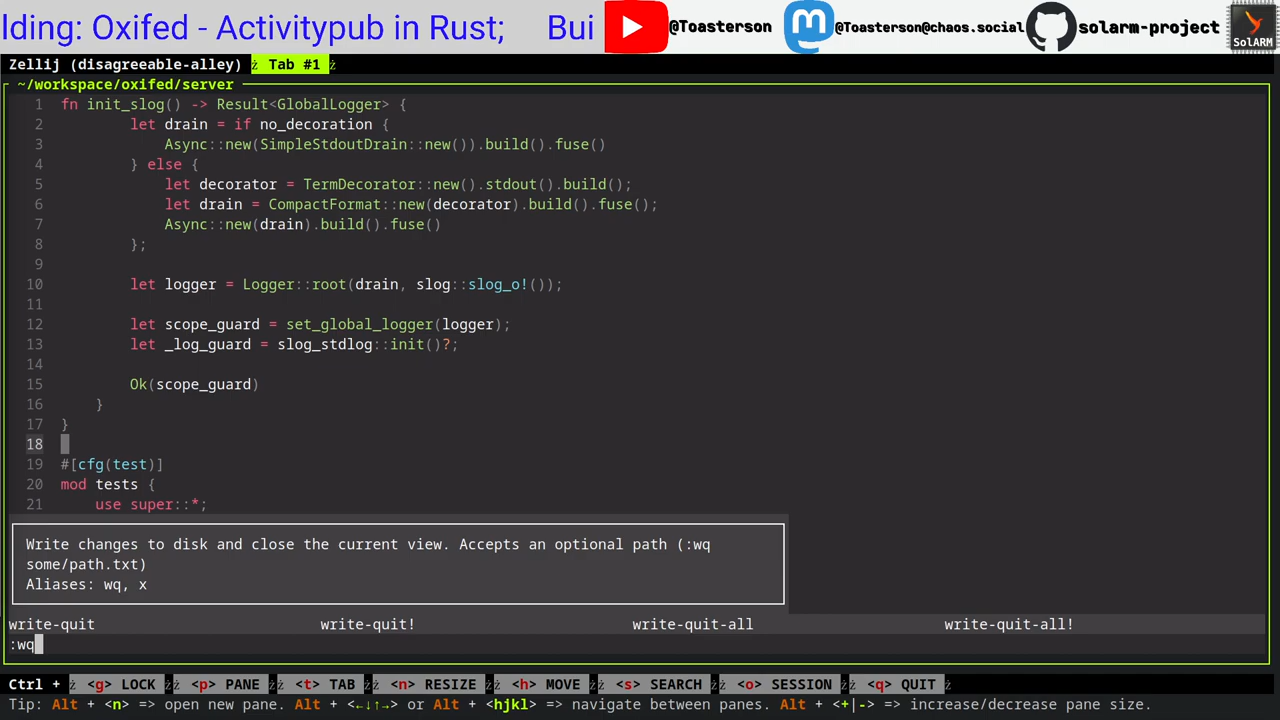 lding: Oxifed - Activitypub in Rust; Bui
@Toasterson
@Toasterson@chaos.social
solarm-project
SolARM
Zellij (disagreeable-alley) Tab #1
~/workspace/oxifed/server
1 fn init_slog() -> Result<GlobalLogger> {
2 let drain = if no_decoration {
3 Async::new(SimpleStdoutDrain::new()).build().fuse()
4 } else {
5 let decorator = TermDecorator::new().stdout().build();
6 let drain = CompactFormat::new(decorator).build().fuse();
7 Async::new(drain).build().fuse()
8 };
9
10 let logger = Logger::root(drain, slog::slog_o!());
11
12 let scope_guard = set_global_logger(logger);
13 let _log_guard = slog_stdlog::init()?;
14
15 Ok(scope_guard)
16 }
17 }
18
19 #[cfg(test)]
20 mod tests {
21 use super::*;
Write changes to disk and close the current view. Accepts an optional path (:wq
some/path.txt)
Aliases: wq, x
write-quit write-quit! write-quit-all write-quit-all!
:wq
Ctrl + <g> LOCK <p> PANE <t> TAB <n> RESIZE <h> MOVE <s> SEARCH <o> SESSION <q> QUIT
Tip: Alt + <n> => open new pane. Alt + <←↓↑→> or Alt + <hjkl> => navigate between panes. Alt + <+|-> => increase/decrease pane size.